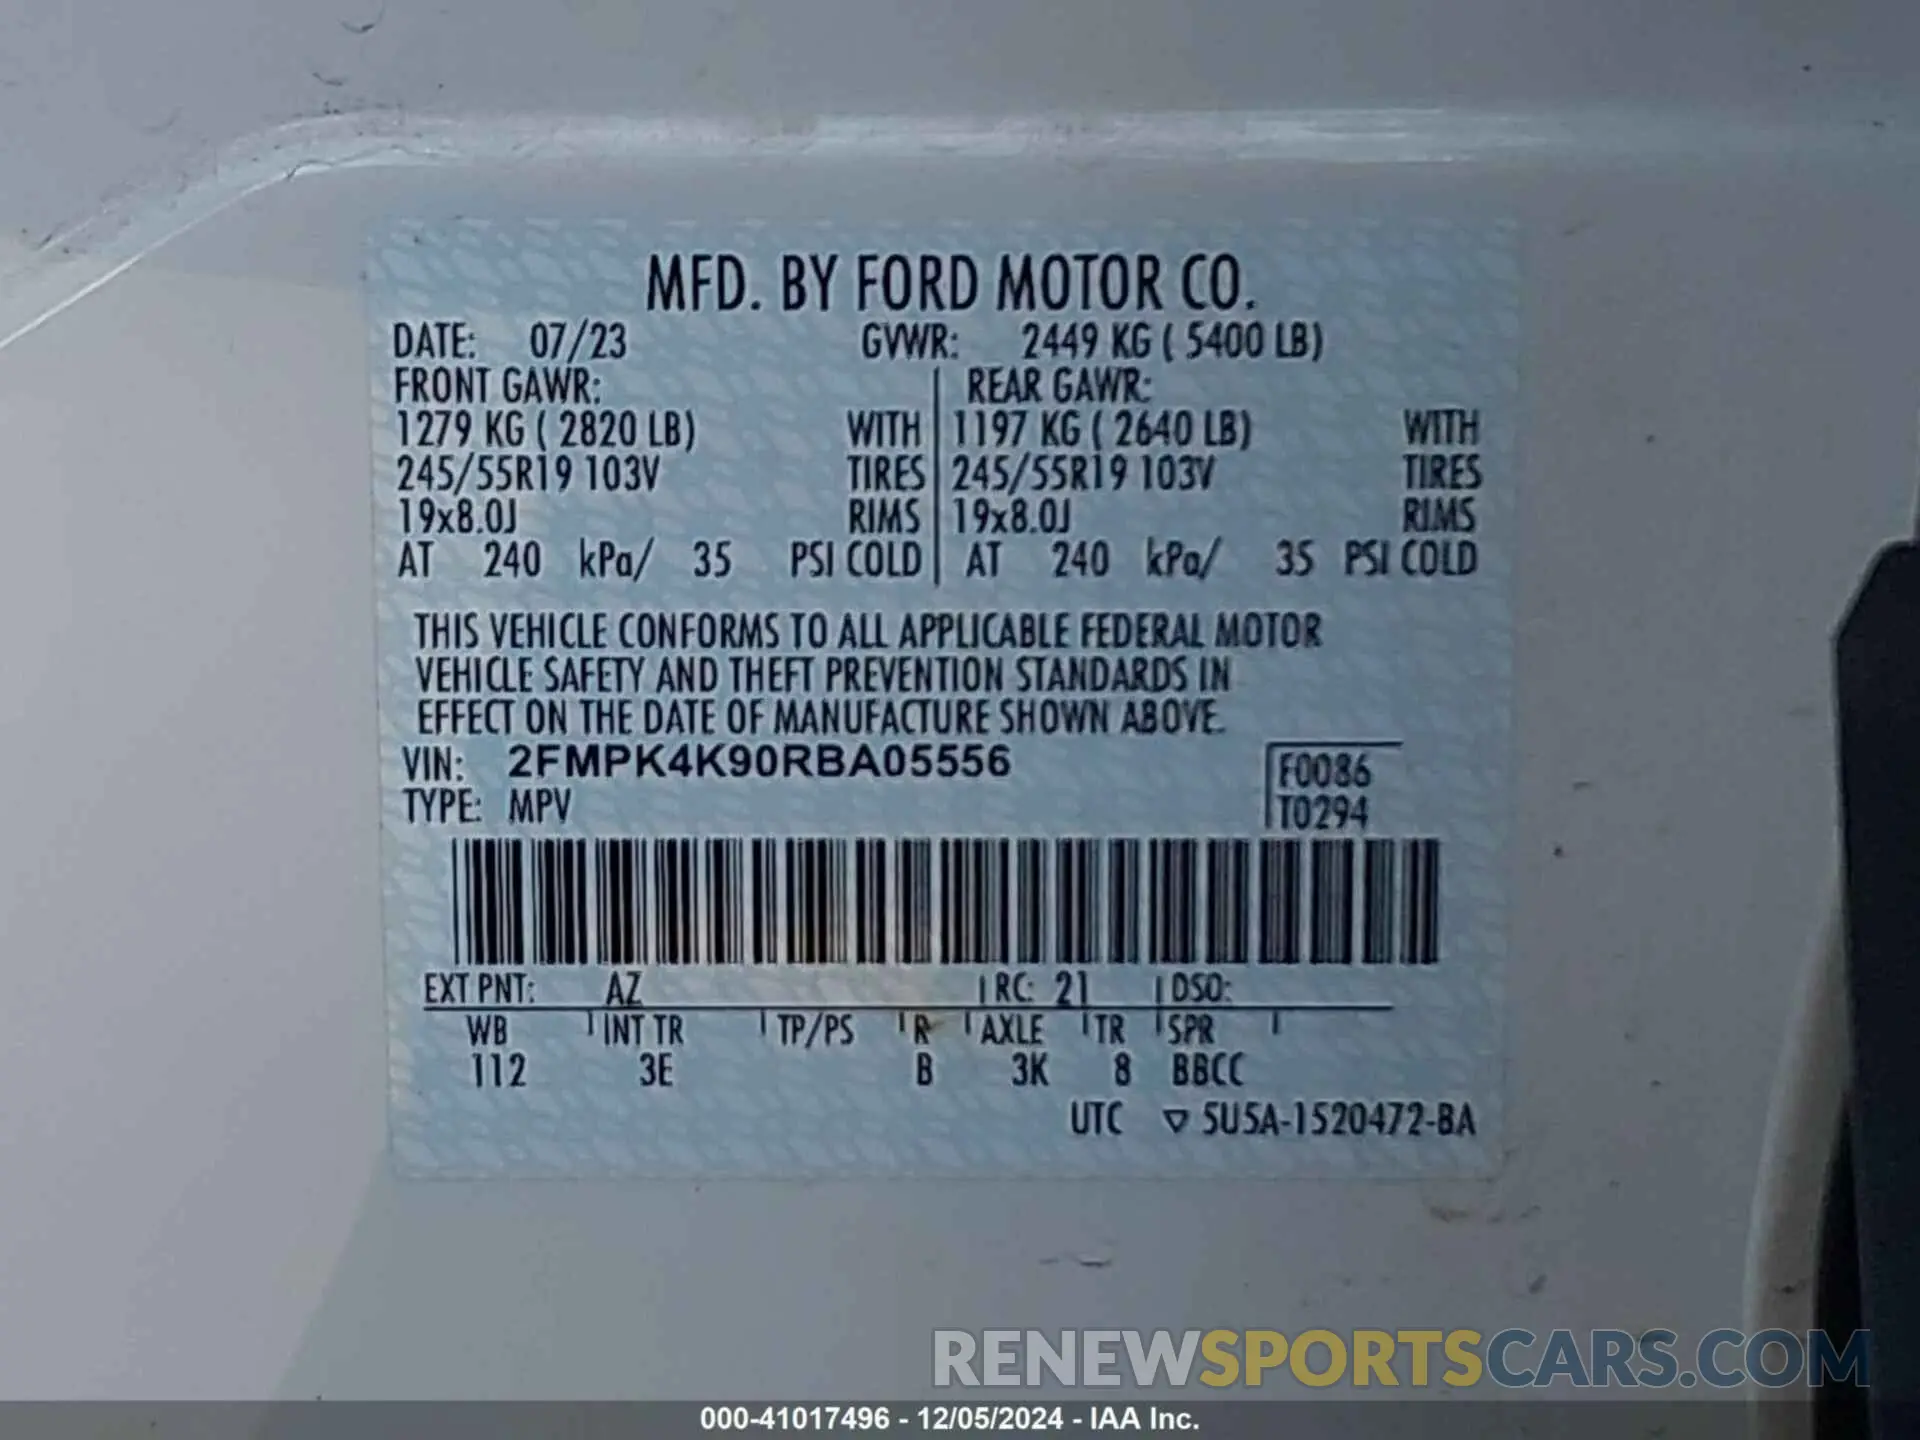 MFD. BY FORD MOTOR CO.
DATE: 07/23 GVWR: 2449 KG ( 5400 LB)
FRONT GAWR: REAR GAWR:
1279 KG ( 2820 LB) WITH 1197 KG ( 2640 LB) WITH
245/55R19 103V TIRES 245/55R19 103V TIRES
19x8.0J RIMS 19x8.0J RIMS
AT 240 kPa/ 35 PSI COLD AT 240 kPa/ 35 PSI COLD
THIS VEHICLE CONFORMS TO ALL APPLICABLE FEDERAL MOTOR
VEHICLE SAFETY AND THEFT PREVENTION STANDARDS IN
EFFECT ON THE DATE OF MANUFACTURE SHOWN ABOVE.
VIN: 2FMPK4K90RBA05556 F0086
TYPE: MPV T0294
EXT PNT: AZ RC: 21 DSO:
WB INT TR TP/PS R AXLE TR SPR
112 3E B 3K 8 BBCC
UTC ▽ 5U5A-1520472-BA
RENEWSPORTSCARS.COM
000-41017496 - 12/05/2024 - IAA Inc.